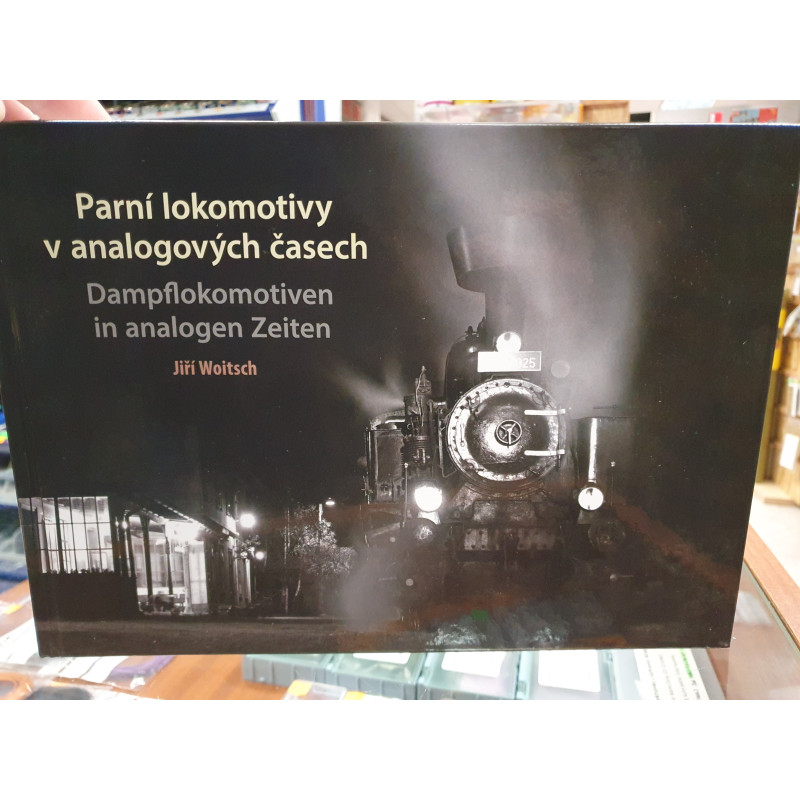 Parní lokomotivy
v analogových časech
Dampflokomotiven
in analogen Zeiten
Jiří Woitsch